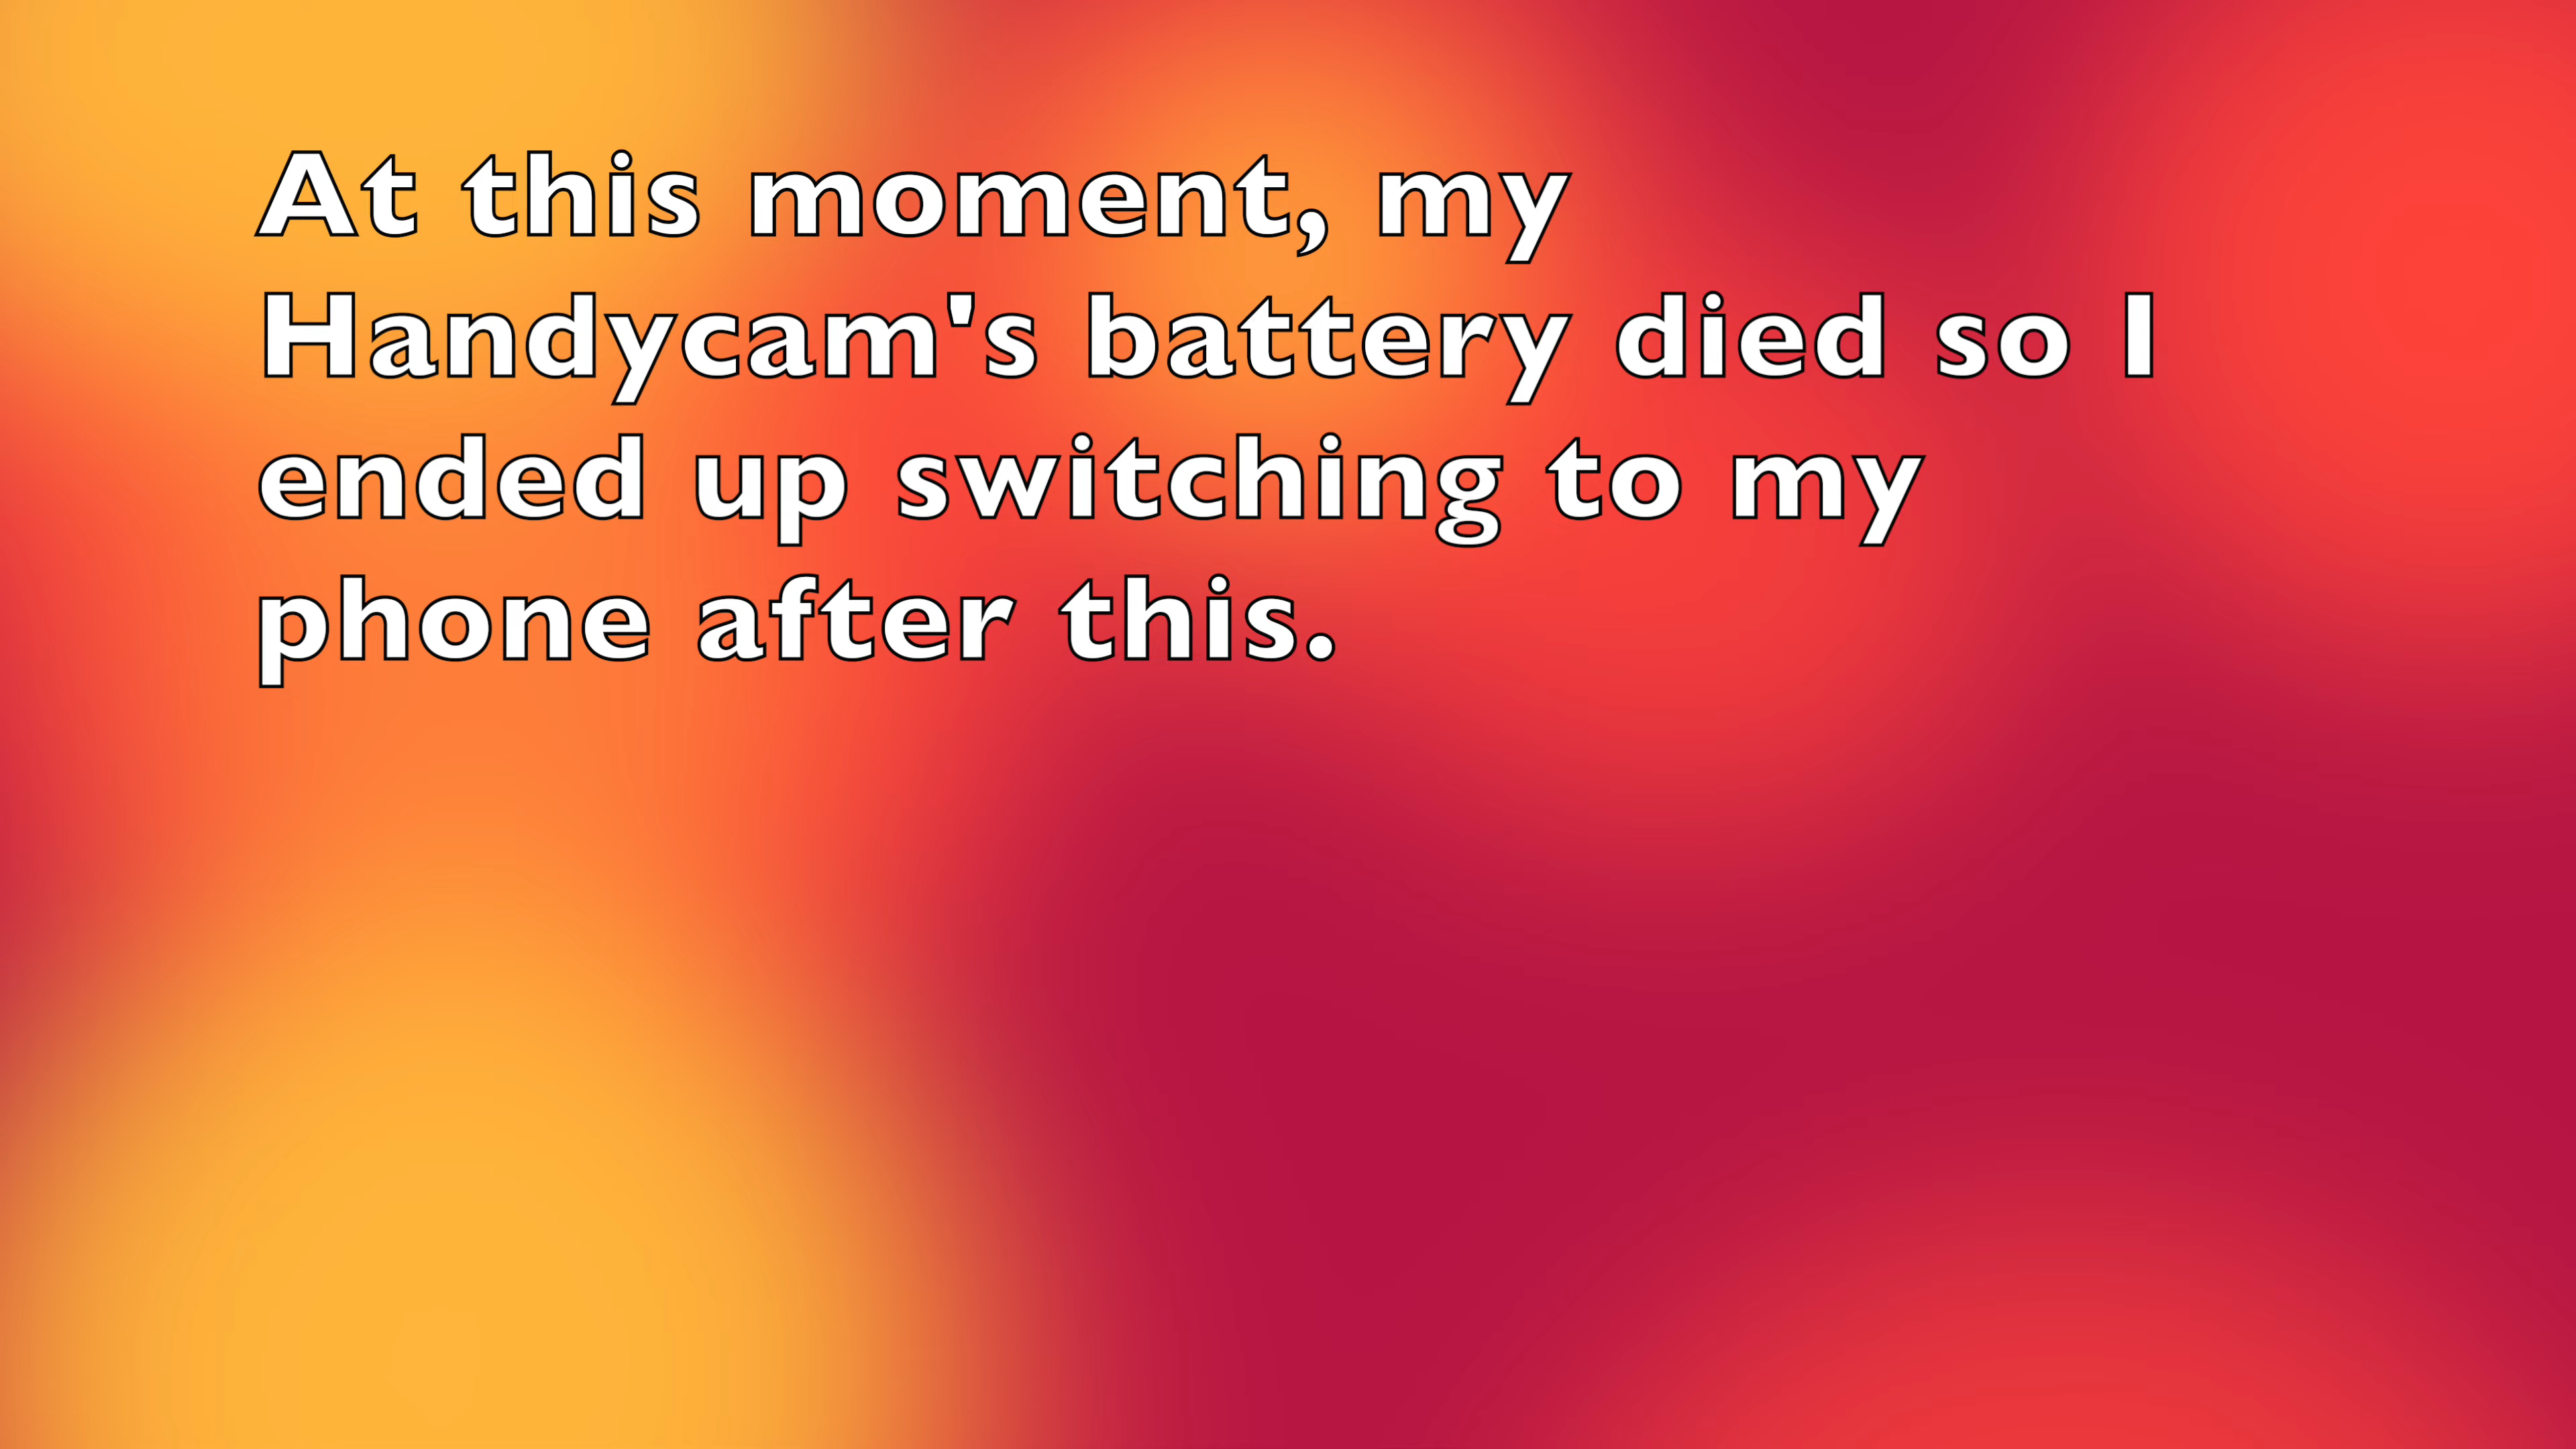 At this moment, my
Handycam's battery died so I
ended up switching to my
phone after this.